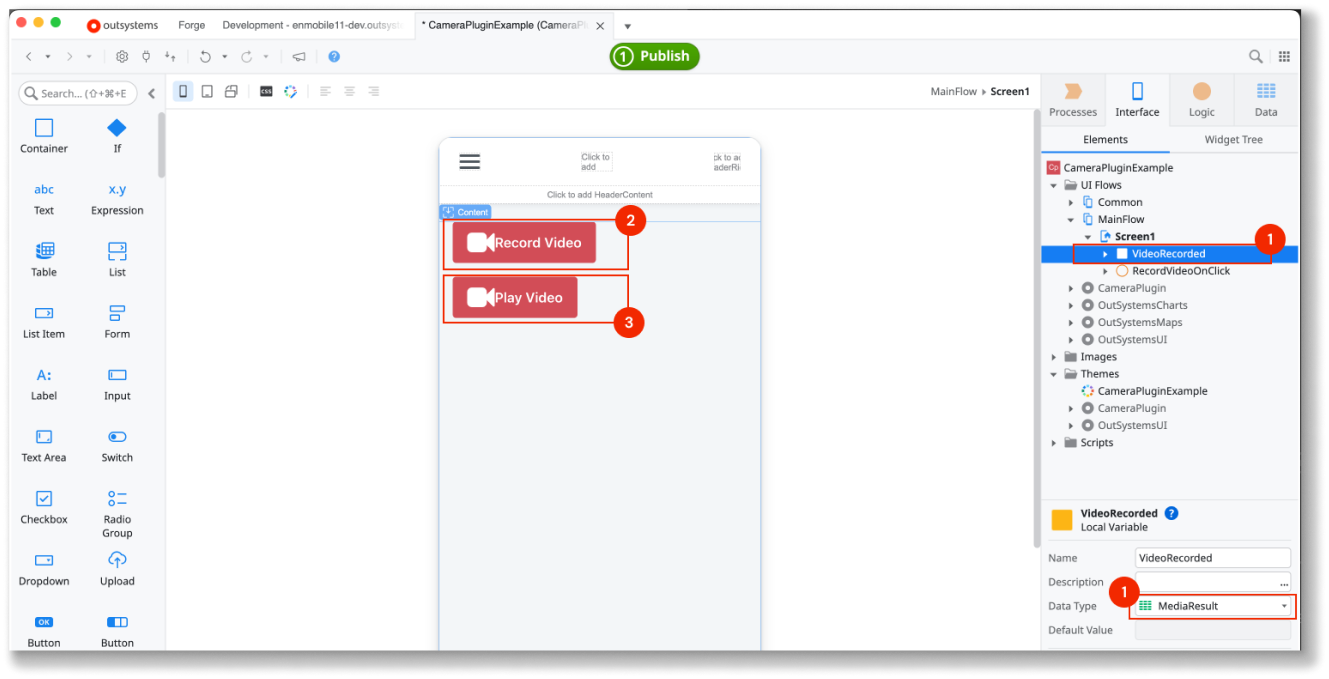 outsystems
Forge
Development - enmobile11-dev.outsyst
* CameraPluginExample (CameraPl
1 Publish
Search... (⇧+⌘+E
css
MainFlow ▸ Screen1
Processes
Interface
Logic
Data
Elements
Widget Tree
Container
If
abc
Text
x.y
Expression
Table
List
List Item
Form
A:
Label
Input
Text Area
Switch
Checkbox
Radio
Group
Dropdown
Upload
OK
Button
Button
Click to
add
ck to a
aderRi
Click to add HeaderContent
Content
Record Video
2
Play Video
3
Cp CameraPluginExample
UI Flows
Common
MainFlow
Screen1
1
VideoRecorded
RecordVideoOnClick
CameraPlugin
OutSystemsCharts
OutSystemsMaps
OutSystemsUI
Images
Themes
CameraPluginExample
CameraPlugin
OutSystemsUI
Scripts
VideoRecorded ?
Local Variable
Name VideoRecorded
Description ...
1
Data Type MediaResult
Default Value